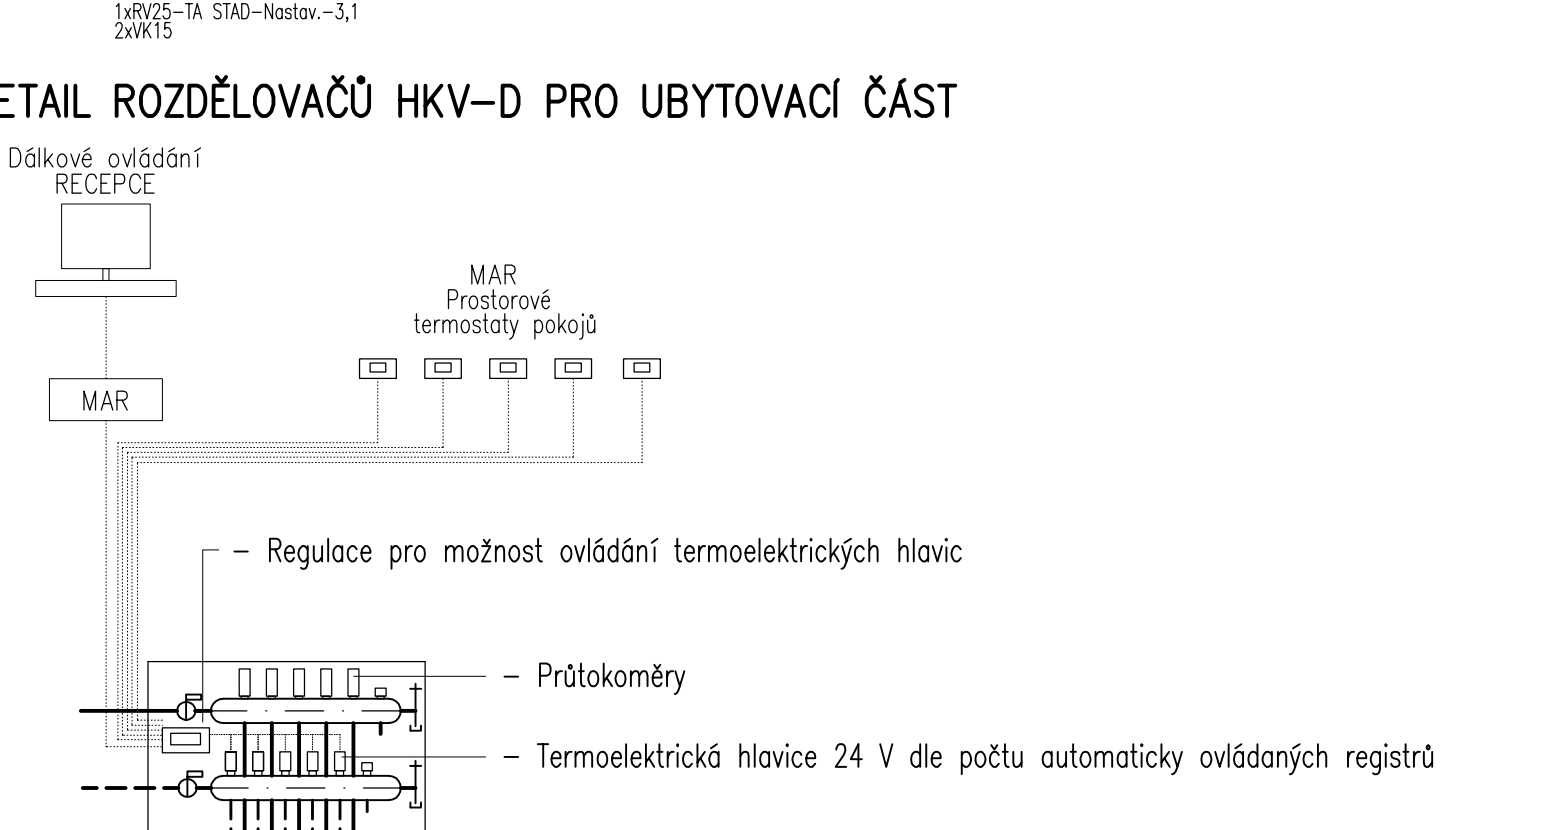 1xRV25-TA STAD-Nastav.-3,1
2xVK15
ETAIL ROZDĚLOVAČŮ HKV-D PRO UBYTOVACÍ ČÁST
Dálkové ovládání
RECEPCE
MAR
Prostorové
termostaty pokojů
MAR
- Regulace pro možnost ovládání termoelektrických hlavic
- Průtokoměry
- Termoelektrická hlavice 24 V dle počtu automaticky ovládaných registrů